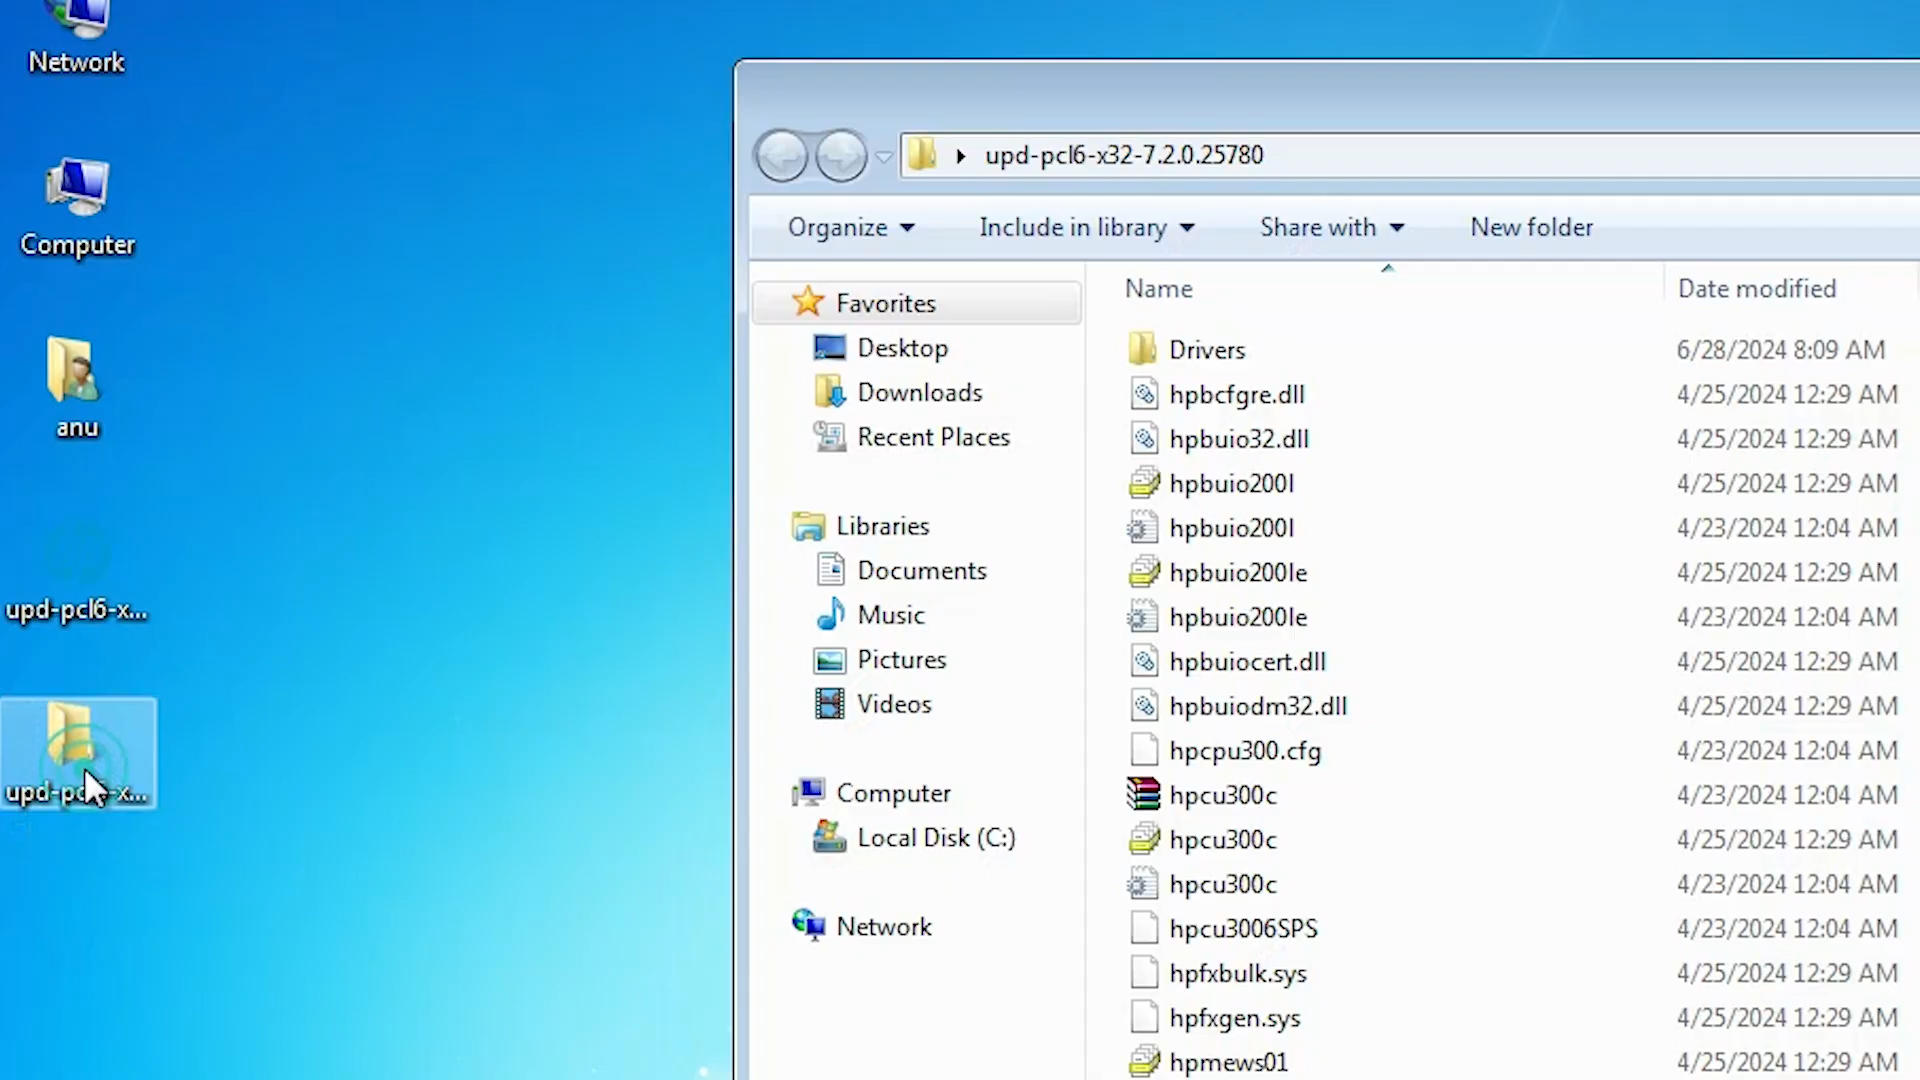 Network
Computer
anu
upd-pcl6-x...
upd-pcl6-x...
upd-pcl6-x32-7.2.0.25780
Organize
Include in library
Share with
New folder
Favorites
Desktop
Downloads
Recent Places
Libraries
Documents
Music
Pictures
Videos
Computer
Local Disk (C:)
Network
Name Date modified
Drivers 6/28/2024 8:09 AM
hpbcfgre.dll 4/25/2024 12:29 AM
hpbuio32.dll 4/25/2024 12:29 AM
hpbuio200l 4/25/2024 12:29 AM
hpbuio200l 4/23/2024 12:04 AM
hpbuio200le 4/25/2024 12:29 AM
hpbuio200le 4/23/2024 12:04 AM
hpbuiocert.dll 4/25/2024 12:29 AM
hpbuiodm32.dll 4/25/2024 12:29 AM
hpcpu300.cfg 4/23/2024 12:04 AM
hpcu300c 4/23/2024 12:04 AM
hpcu300c 4/25/2024 12:29 AM
hpcu300c 4/23/2024 12:04 AM
hpcu3006SPS 4/23/2024 12:04 AM
hpfxbulk.sys 4/25/2024 12:29 AM
hpfxgen.sys 4/25/2024 12:29 AM
hpmews01 4/25/2024 12:29 AM